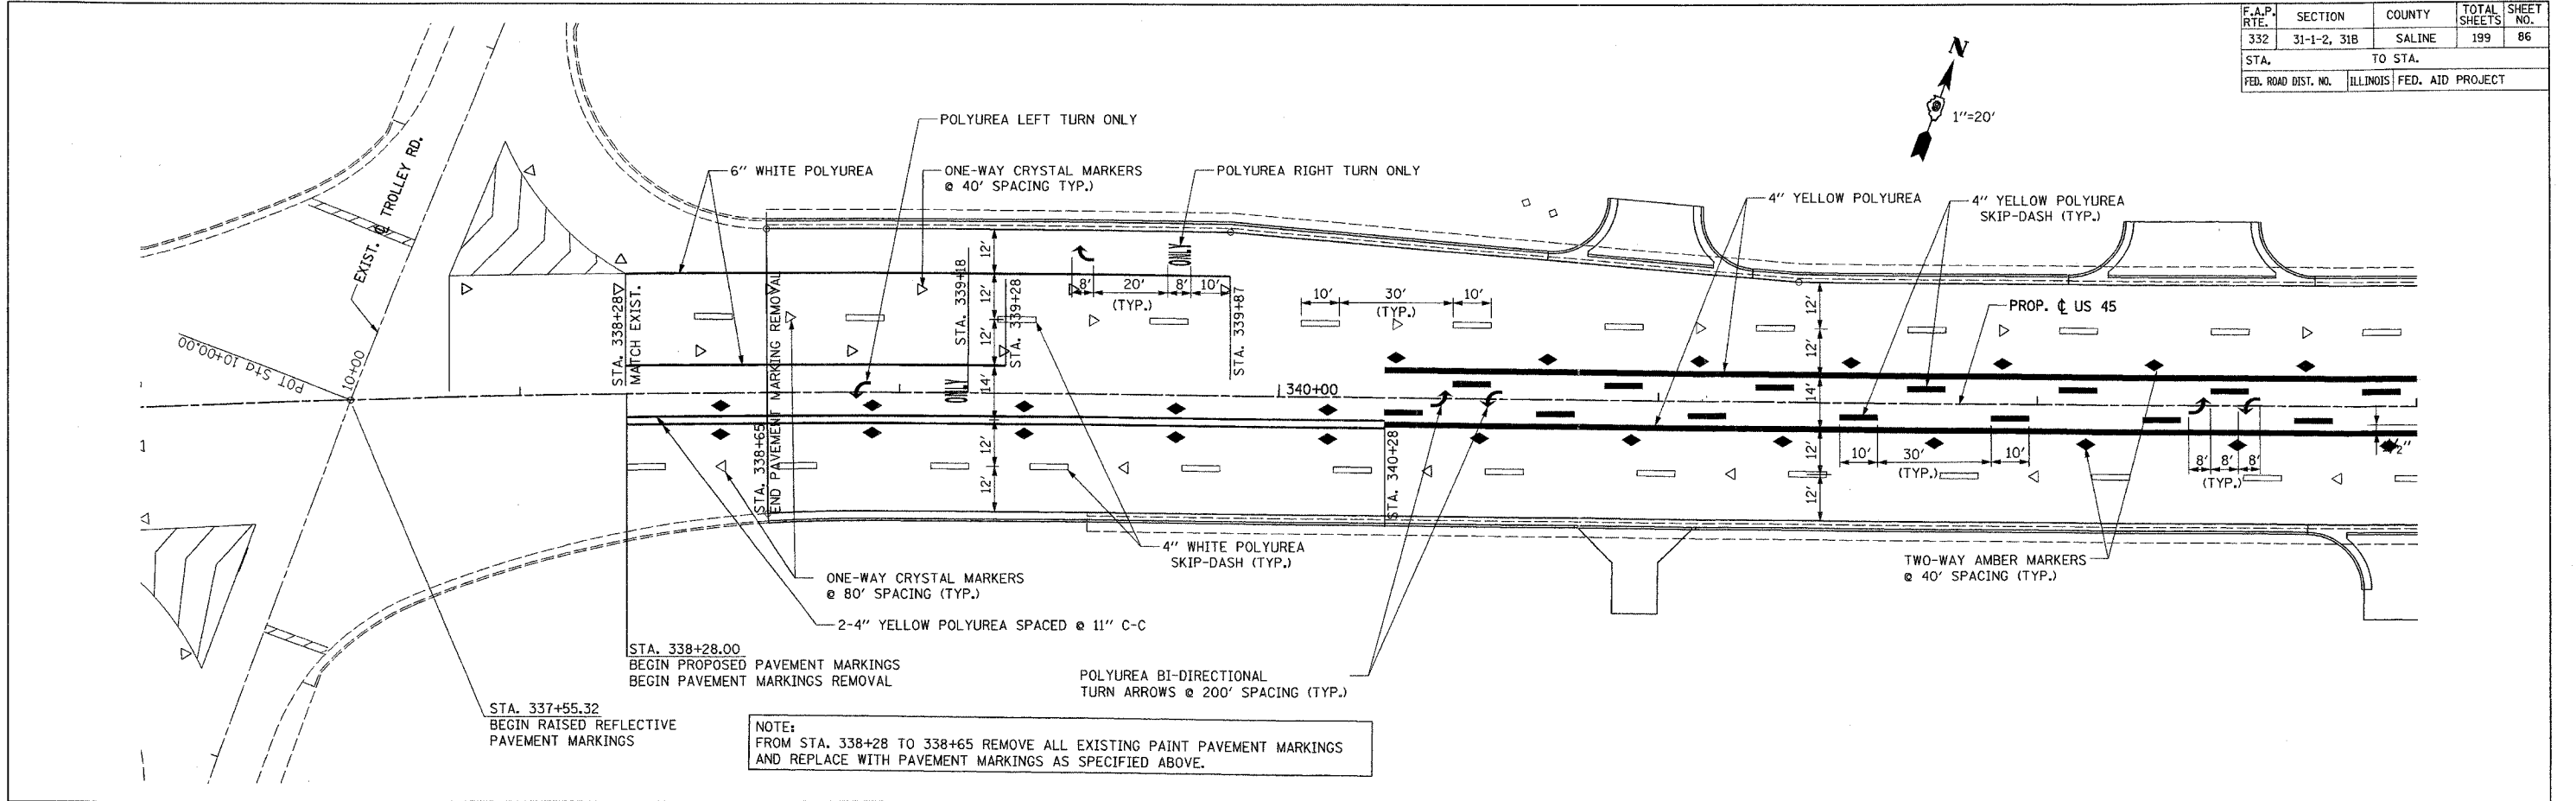 F.A.P. RTE. SECTION COUNTY TOTAL SHEETS SHEET NO.
332 31-1-2, 31B SALINE 199 86
STA. TO STA.
FED. ROAD DIST. NO. ILLINOIS FED. AID PROJECT
N
1"=20'
POLYUREA LEFT TURN ONLY
6" WHITE POLYUREA
ONE-WAY CRYSTAL MARKERS
@ 40' SPACING TYP.)
POLYUREA RIGHT TURN ONLY
4" YELLOW POLYUREA
4" YELLOW POLYUREA
SKIP-DASH (TYP.)
EXIST. ℄ TROLLEY RD.
POT Sta 10+00.00
10+00
STA. 338+28
MATCH EXIST.
STA. 338+65
END PAVEMENT MARKING REMOVAL
STA. 339+18
STA. 339+28
12'
12'
12'
14'
12'
12'
ONLY
ONLY
8' 20' 8' 10'
(TYP.)
STA. 339+87
10' 30' 10'
(TYP.)
340+00
STA. 340+28
PROP. ℄ US 45
12'
12'
14'
12'
12'
10' 30' 10'
(TYP.)
8' 8' 8'
(TYP.)
4" WHITE POLYUREA
SKIP-DASH (TYP.)
TWO-WAY AMBER MARKERS
@ 40' SPACING (TYP.)
ONE-WAY CRYSTAL MARKERS
@ 80' SPACING (TYP.)
2-4" YELLOW POLYUREA SPACED @ 11" C-C
STA. 338+28.00
BEGIN PROPOSED PAVEMENT MARKINGS
BEGIN PAVEMENT MARKINGS REMOVAL
POLYUREA BI-DIRECTIONAL
TURN ARROWS @ 200' SPACING (TYP.)
STA. 337+55.32
BEGIN RAISED REFLECTIVE
PAVEMENT MARKINGS
NOTE:
FROM STA. 338+28 TO 338+65 REMOVE ALL EXISTING PAINT PAVEMENT MARKINGS
AND REPLACE WITH PAVEMENT MARKINGS AS SPECIFIED ABOVE.